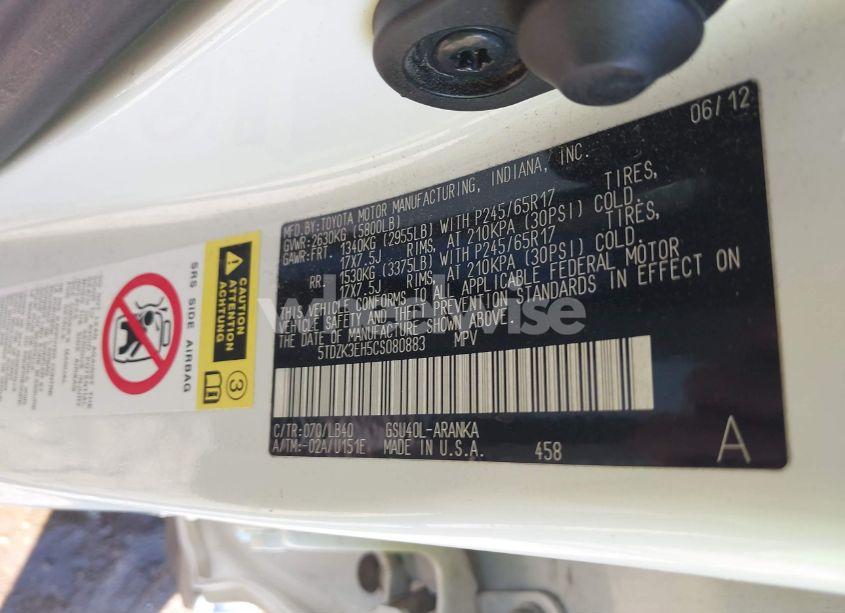 06/12
MFD.BY:TOYOTA MOTOR MANUFACTURING, INDIANA, INC.
GVWR:2630KG (5800LB)
GAWR:FRT. 1340KG (2955LB) WITH P245/65R17 TIRES,
17X7.5J RIMS, AT 210KPA (30PSI) COLD.
RR. 1530KG (3375LB) WITH P245/65R17 TIRES,
17X7.5J RIMS, AT 210KPA (30PSI) COLD.
THIS VEHICLE CONFORMS TO ALL APPLICABLE FEDERAL MOTOR
VEHICLE SAFETY AND THEFT PREVENTION STANDARDS IN EFFECT ON
THE DATE OF MANUFACTURE SHOWN ABOVE.
5TDZK3EH5CS080883 MPV
C/TR:070/LB40 GSU40L-ARANKA
A/TM:-02A/U151E MADE IN U.S.A. 458 A
CAUTION
ATTENTION
ACHTUNG
3
SRS SIDE AIRBAG
wheelwise